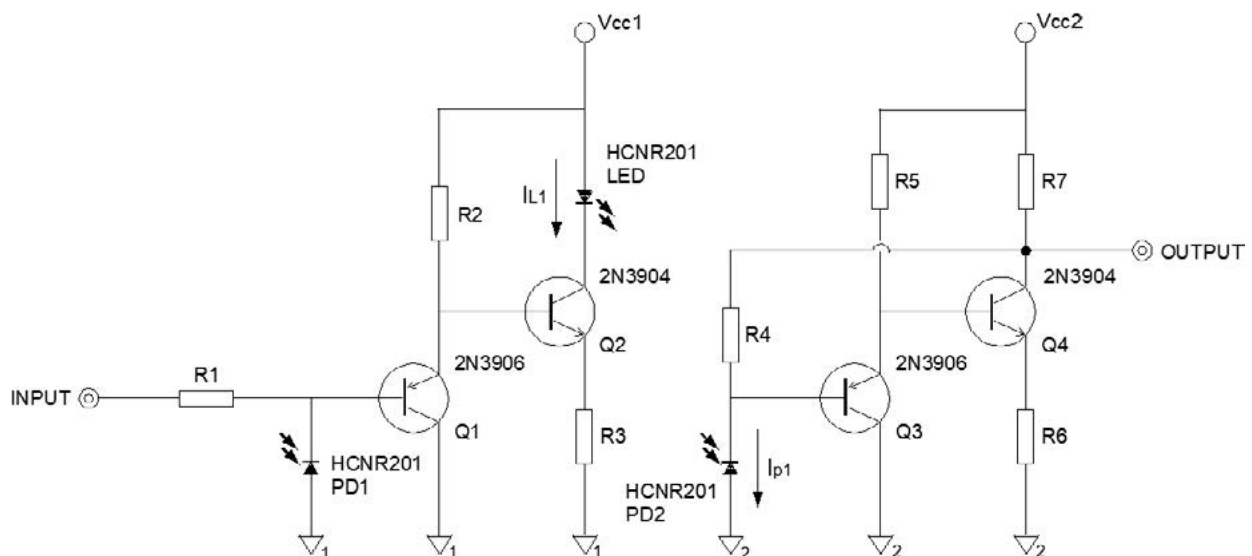 Vcc1
Vcc2
HCNR201
LED
IL1
R2
R5
R7
OUTPUT
2N3904
2N3904
R4
Q2
Q4
2N3906
2N3906
R1
INPUT
Q1
R3
Q3
R6
HCNR201
PD1
Ip1
HCNR201
PD2
1
1
1
2
2
2